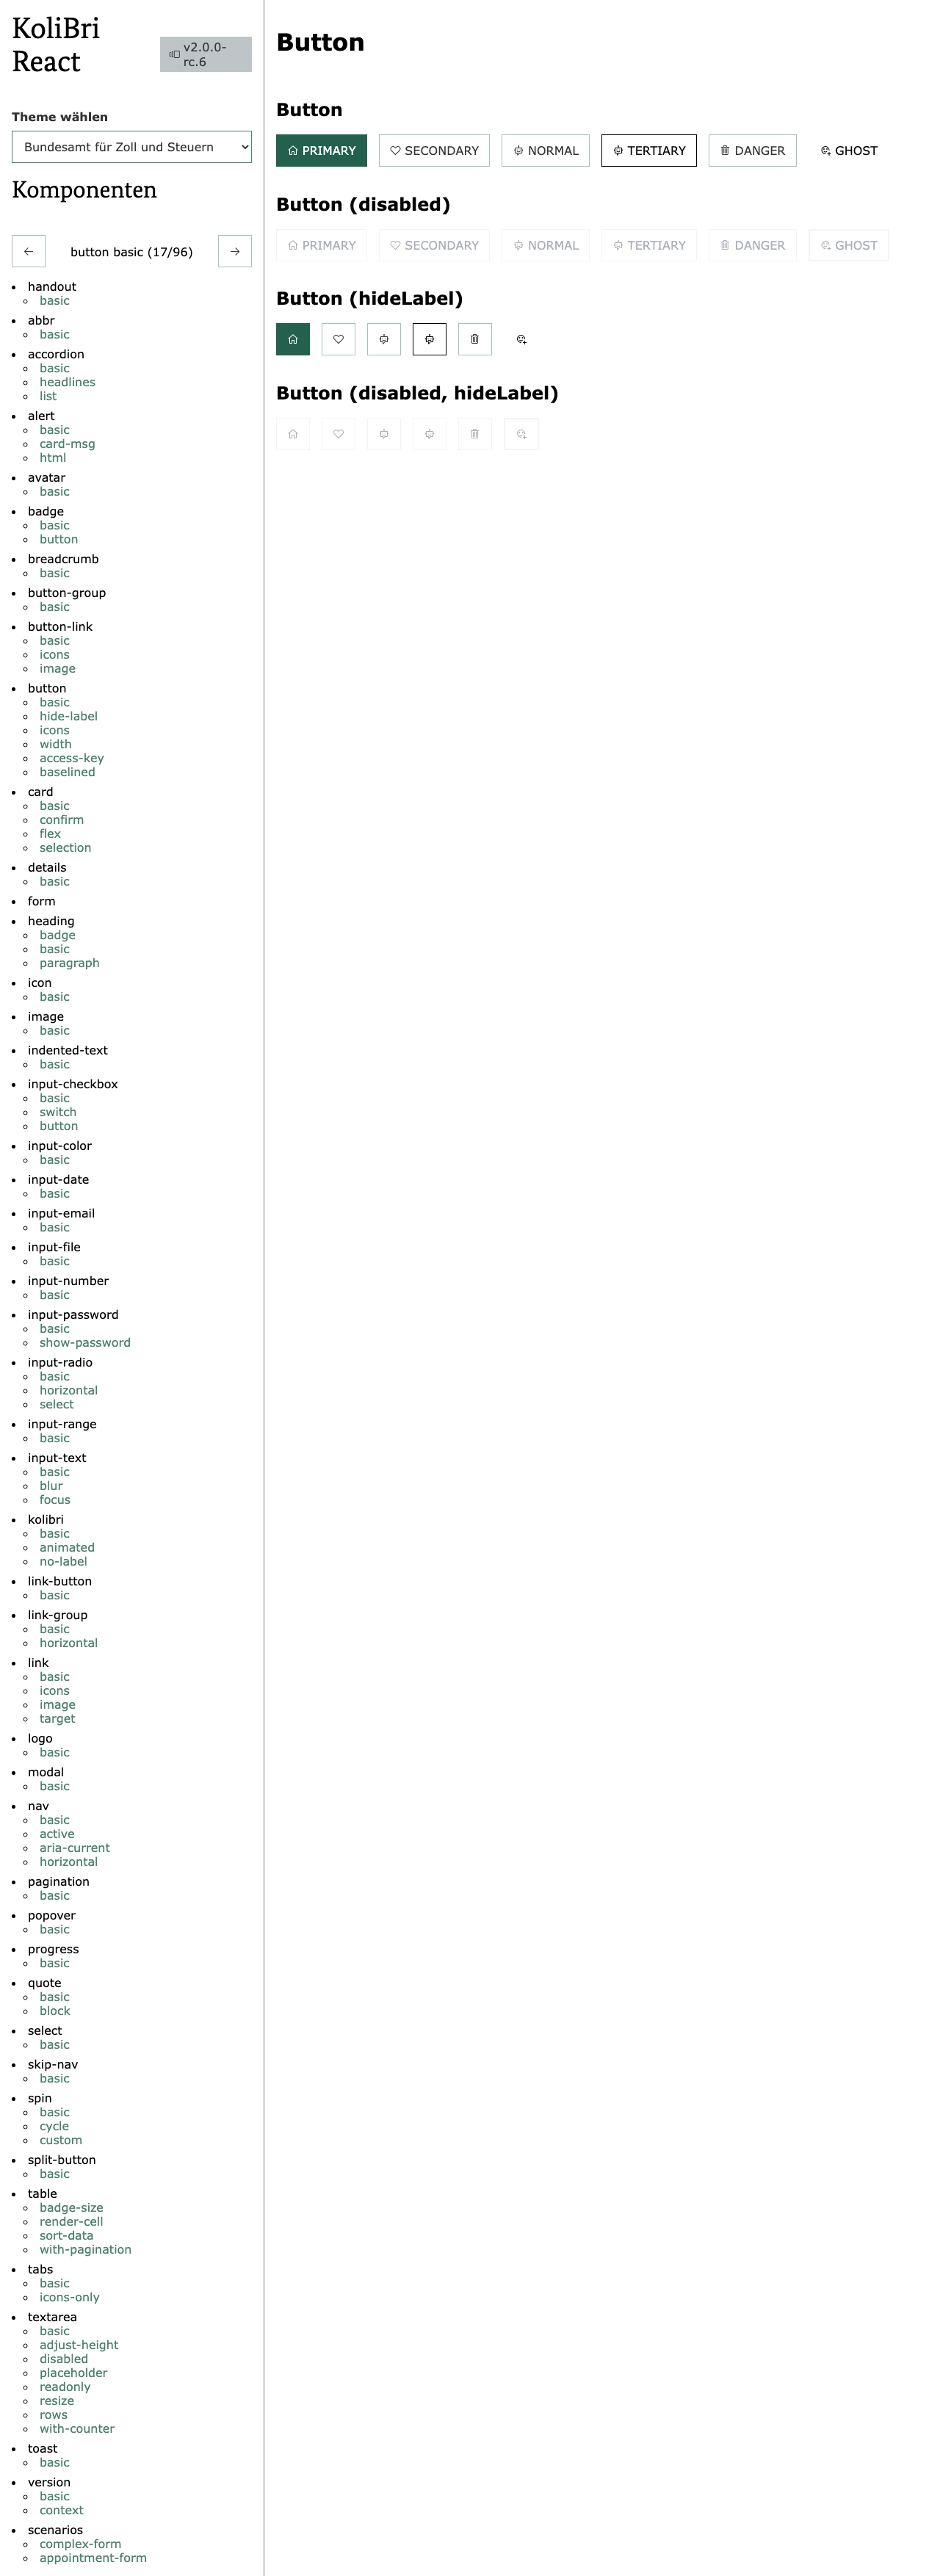 KoliBri
React
v2.0.0-
rc.6
Theme wählen
Bundesamt für Zoll und Steuern
Komponenten
button basic (17/96)
handout
basic
abbr
basic
accordion
basic
headlines
list
alert
basic
card-msg
html
avatar
basic
badge
basic
button
breadcrumb
basic
button-group
basic
button-link
basic
icons
image
button
basic
hide-label
icons
width
access-key
baselined
card
basic
confirm
flex
selection
details
basic
form
heading
badge
basic
paragraph
icon
basic
image
basic
indented-text
basic
input-checkbox
basic
switch
button
input-color
basic
input-date
basic
input-email
basic
input-file
basic
input-number
basic
input-password
basic
show-password
input-radio
basic
horizontal
select
input-range
basic
input-text
basic
blur
focus
kolibri
basic
animated
no-label
link-button
basic
link-group
basic
horizontal
link
basic
icons
image
target
logo
basic
modal
basic
nav
basic
active
aria-current
horizontal
pagination
basic
popover
basic
progress
basic
quote
basic
block
select
basic
skip-nav
basic
spin
basic
cycle
custom
split-button
basic
table
badge-size
render-cell
sort-data
with-pagination
tabs
basic
icons-only
textarea
basic
adjust-height
disabled
placeholder
readonly
resize
rows
with-counter
toast
basic
version
basic
context
scenarios
complex-form
appointment-form
Button
Button
PRIMARY SECONDARY NORMAL TERTIARY DANGER GHOST
Button (disabled)
PRIMARY SECONDARY NORMAL TERTIARY DANGER GHOST
Button (hideLabel)
Button (disabled, hideLabel)